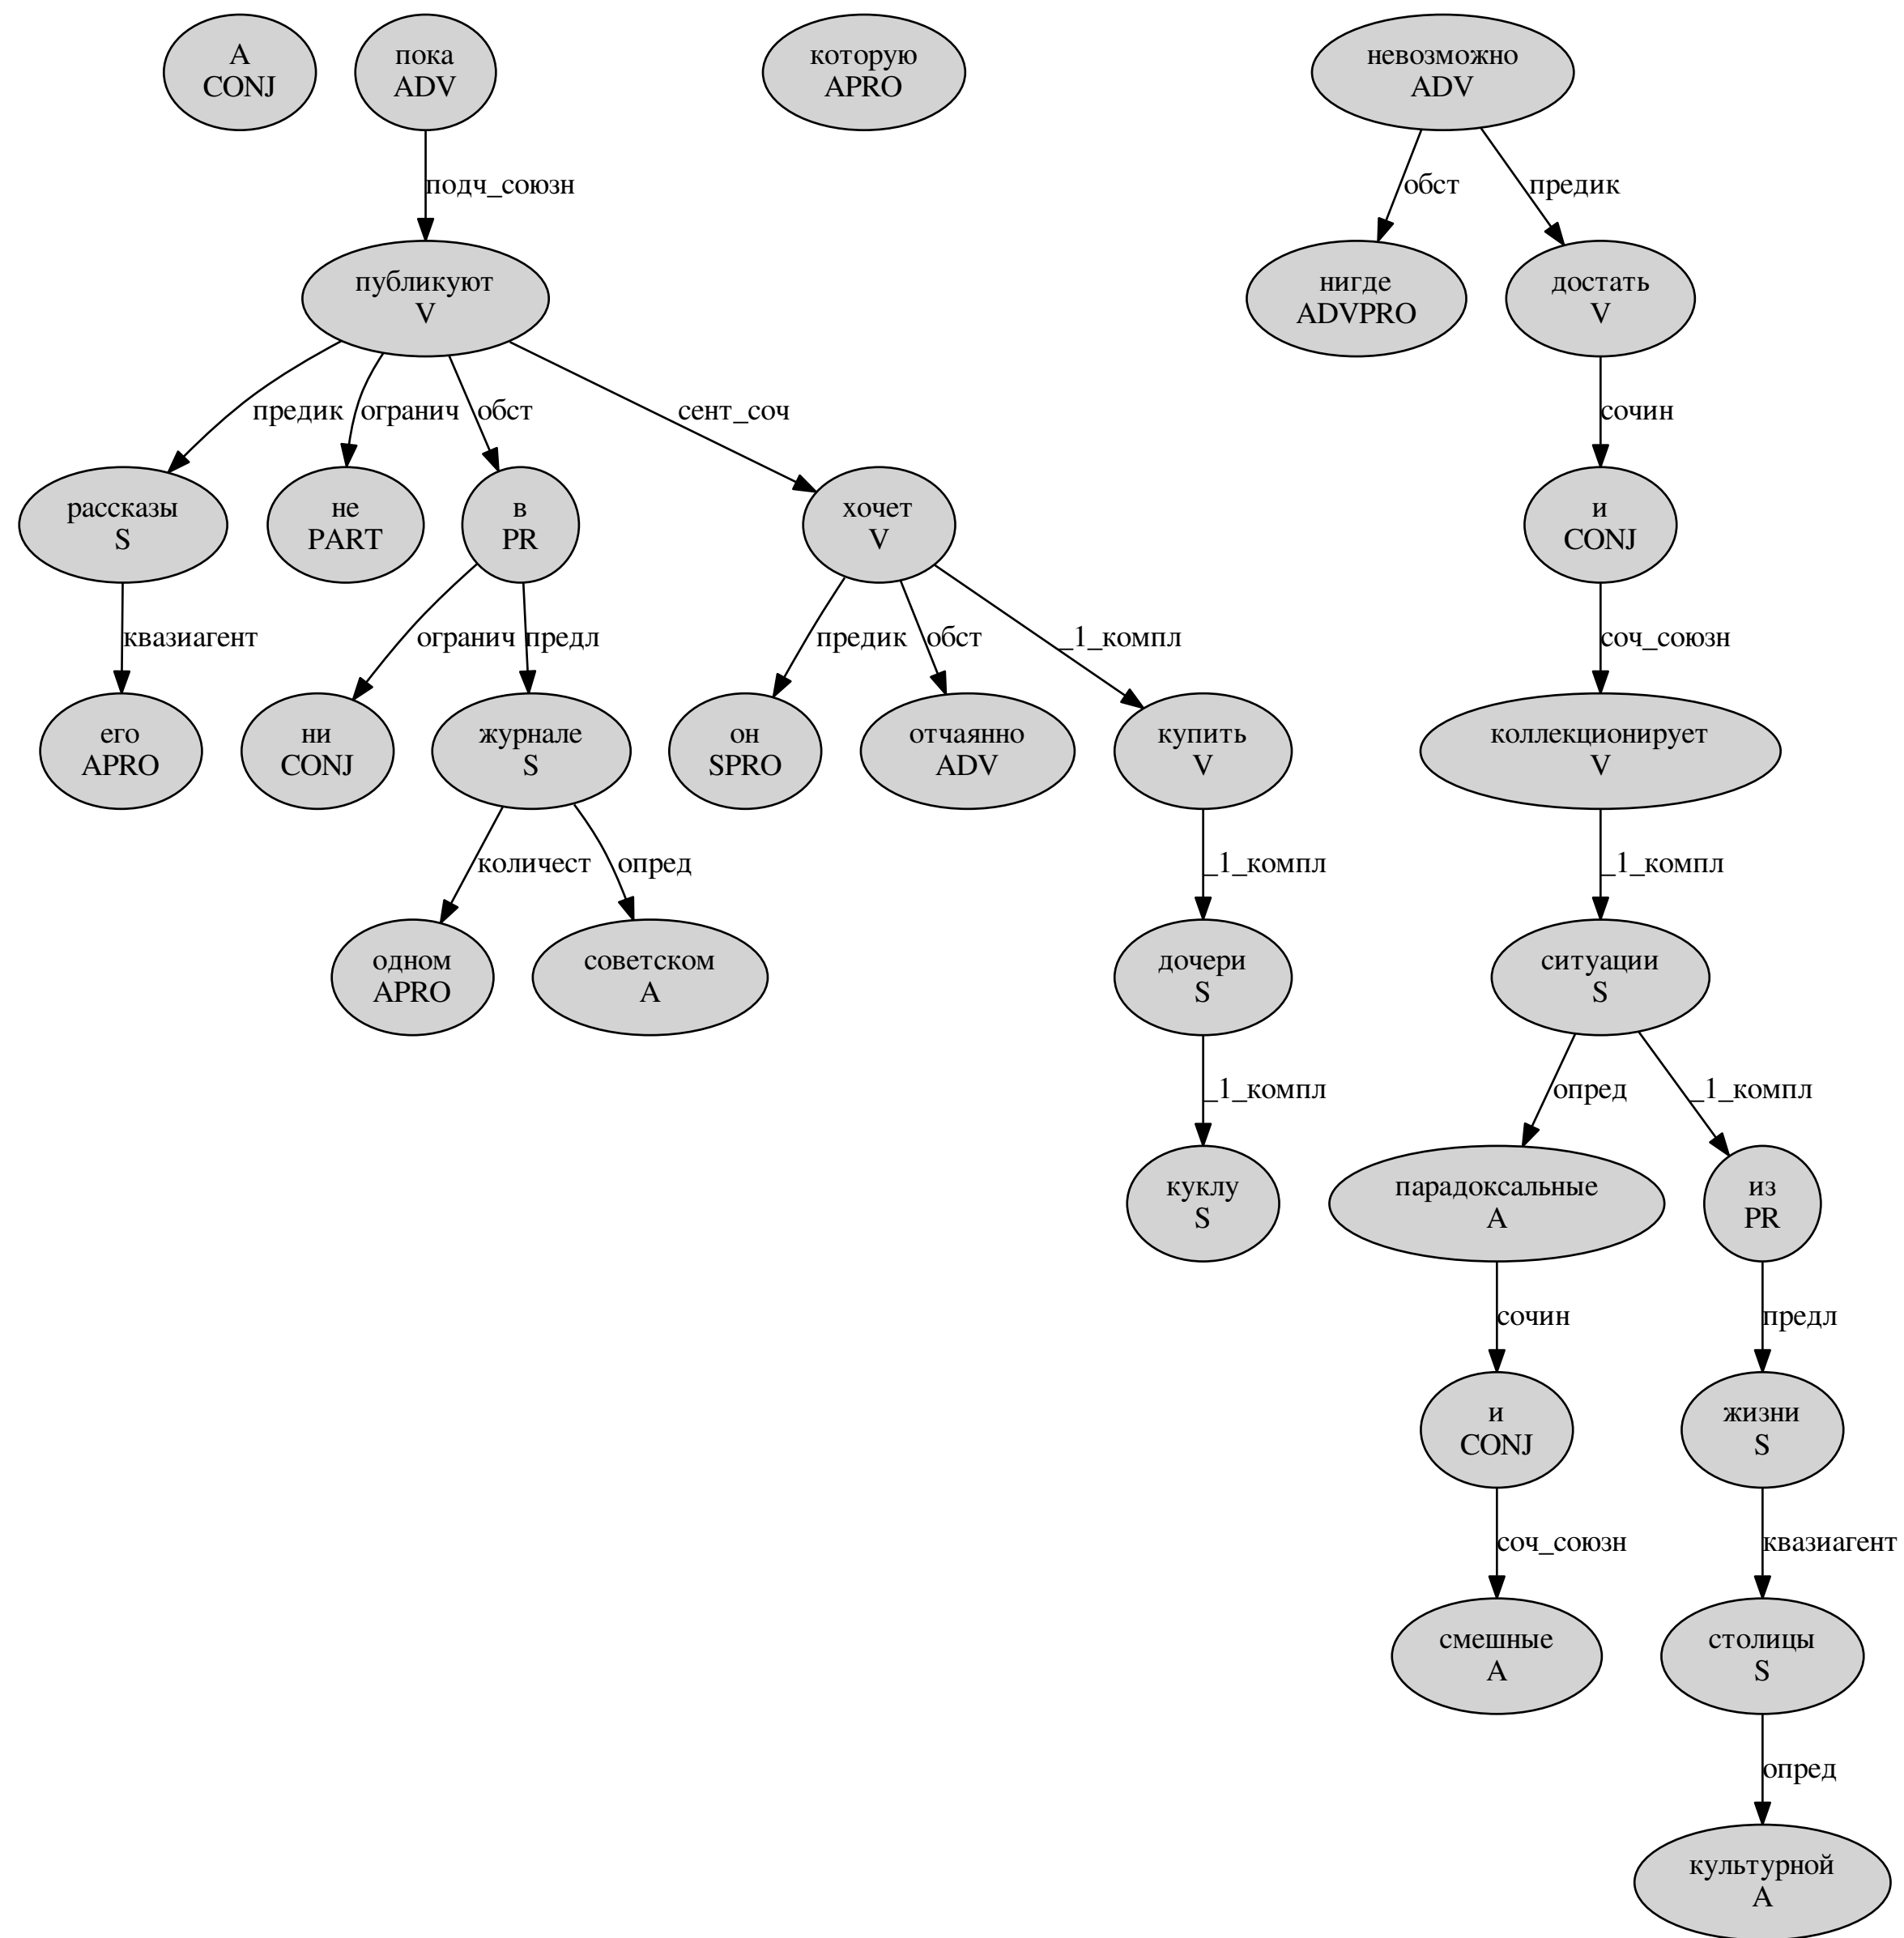 А
CONJ
пока
ADV
которую
APRO
невозможно
ADV
подч_союзн
обст
предик
публикуют
V
нигде
ADVPRO
достать
V
предик
огранич
обст
сент_соч
сочин
рассказы
S
не
PART
в
PR
хочет
V
и
CONJ
квазиагент
огранич
предл
предик
обст
_1_компл
соч_союзн
его
APRO
ни
CONJ
журнале
S
он
SPRO
отчаянно
ADV
купить
V
коллекционирует
V
количест
опред
_1_компл
_1_компл
одном
APRO
советском
A
дочери
S
ситуации
S
_1_компл
опред
_1_компл
куклу
S
парадоксальные
A
из
PR
сочин
предл
и
CONJ
жизни
S
соч_союзн
квазиагент
смешные
A
столицы
S
опред
культурной
A